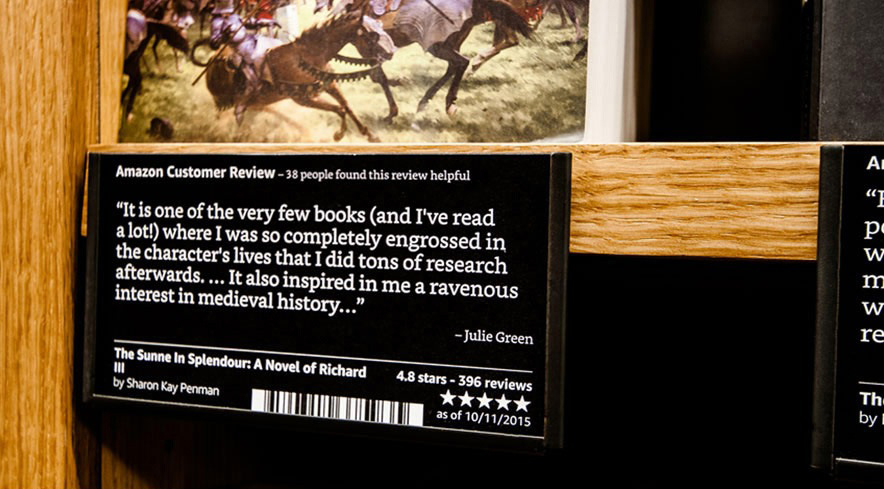 Amazon Customer Review – 38 people found this review helpful
“It is one of the very few books (and I've read
a lot!) where I was so completely engrossed in
the character's lives that I did tons of research
afterwards. ... It also inspired in me a ravenous
interest in medieval history...”
– Julie Green
The Sunne In Splendour: A Novel of Richard
III
by Sharon Kay Penman
4.8 stars - 396 reviews
as of 10/11/2015